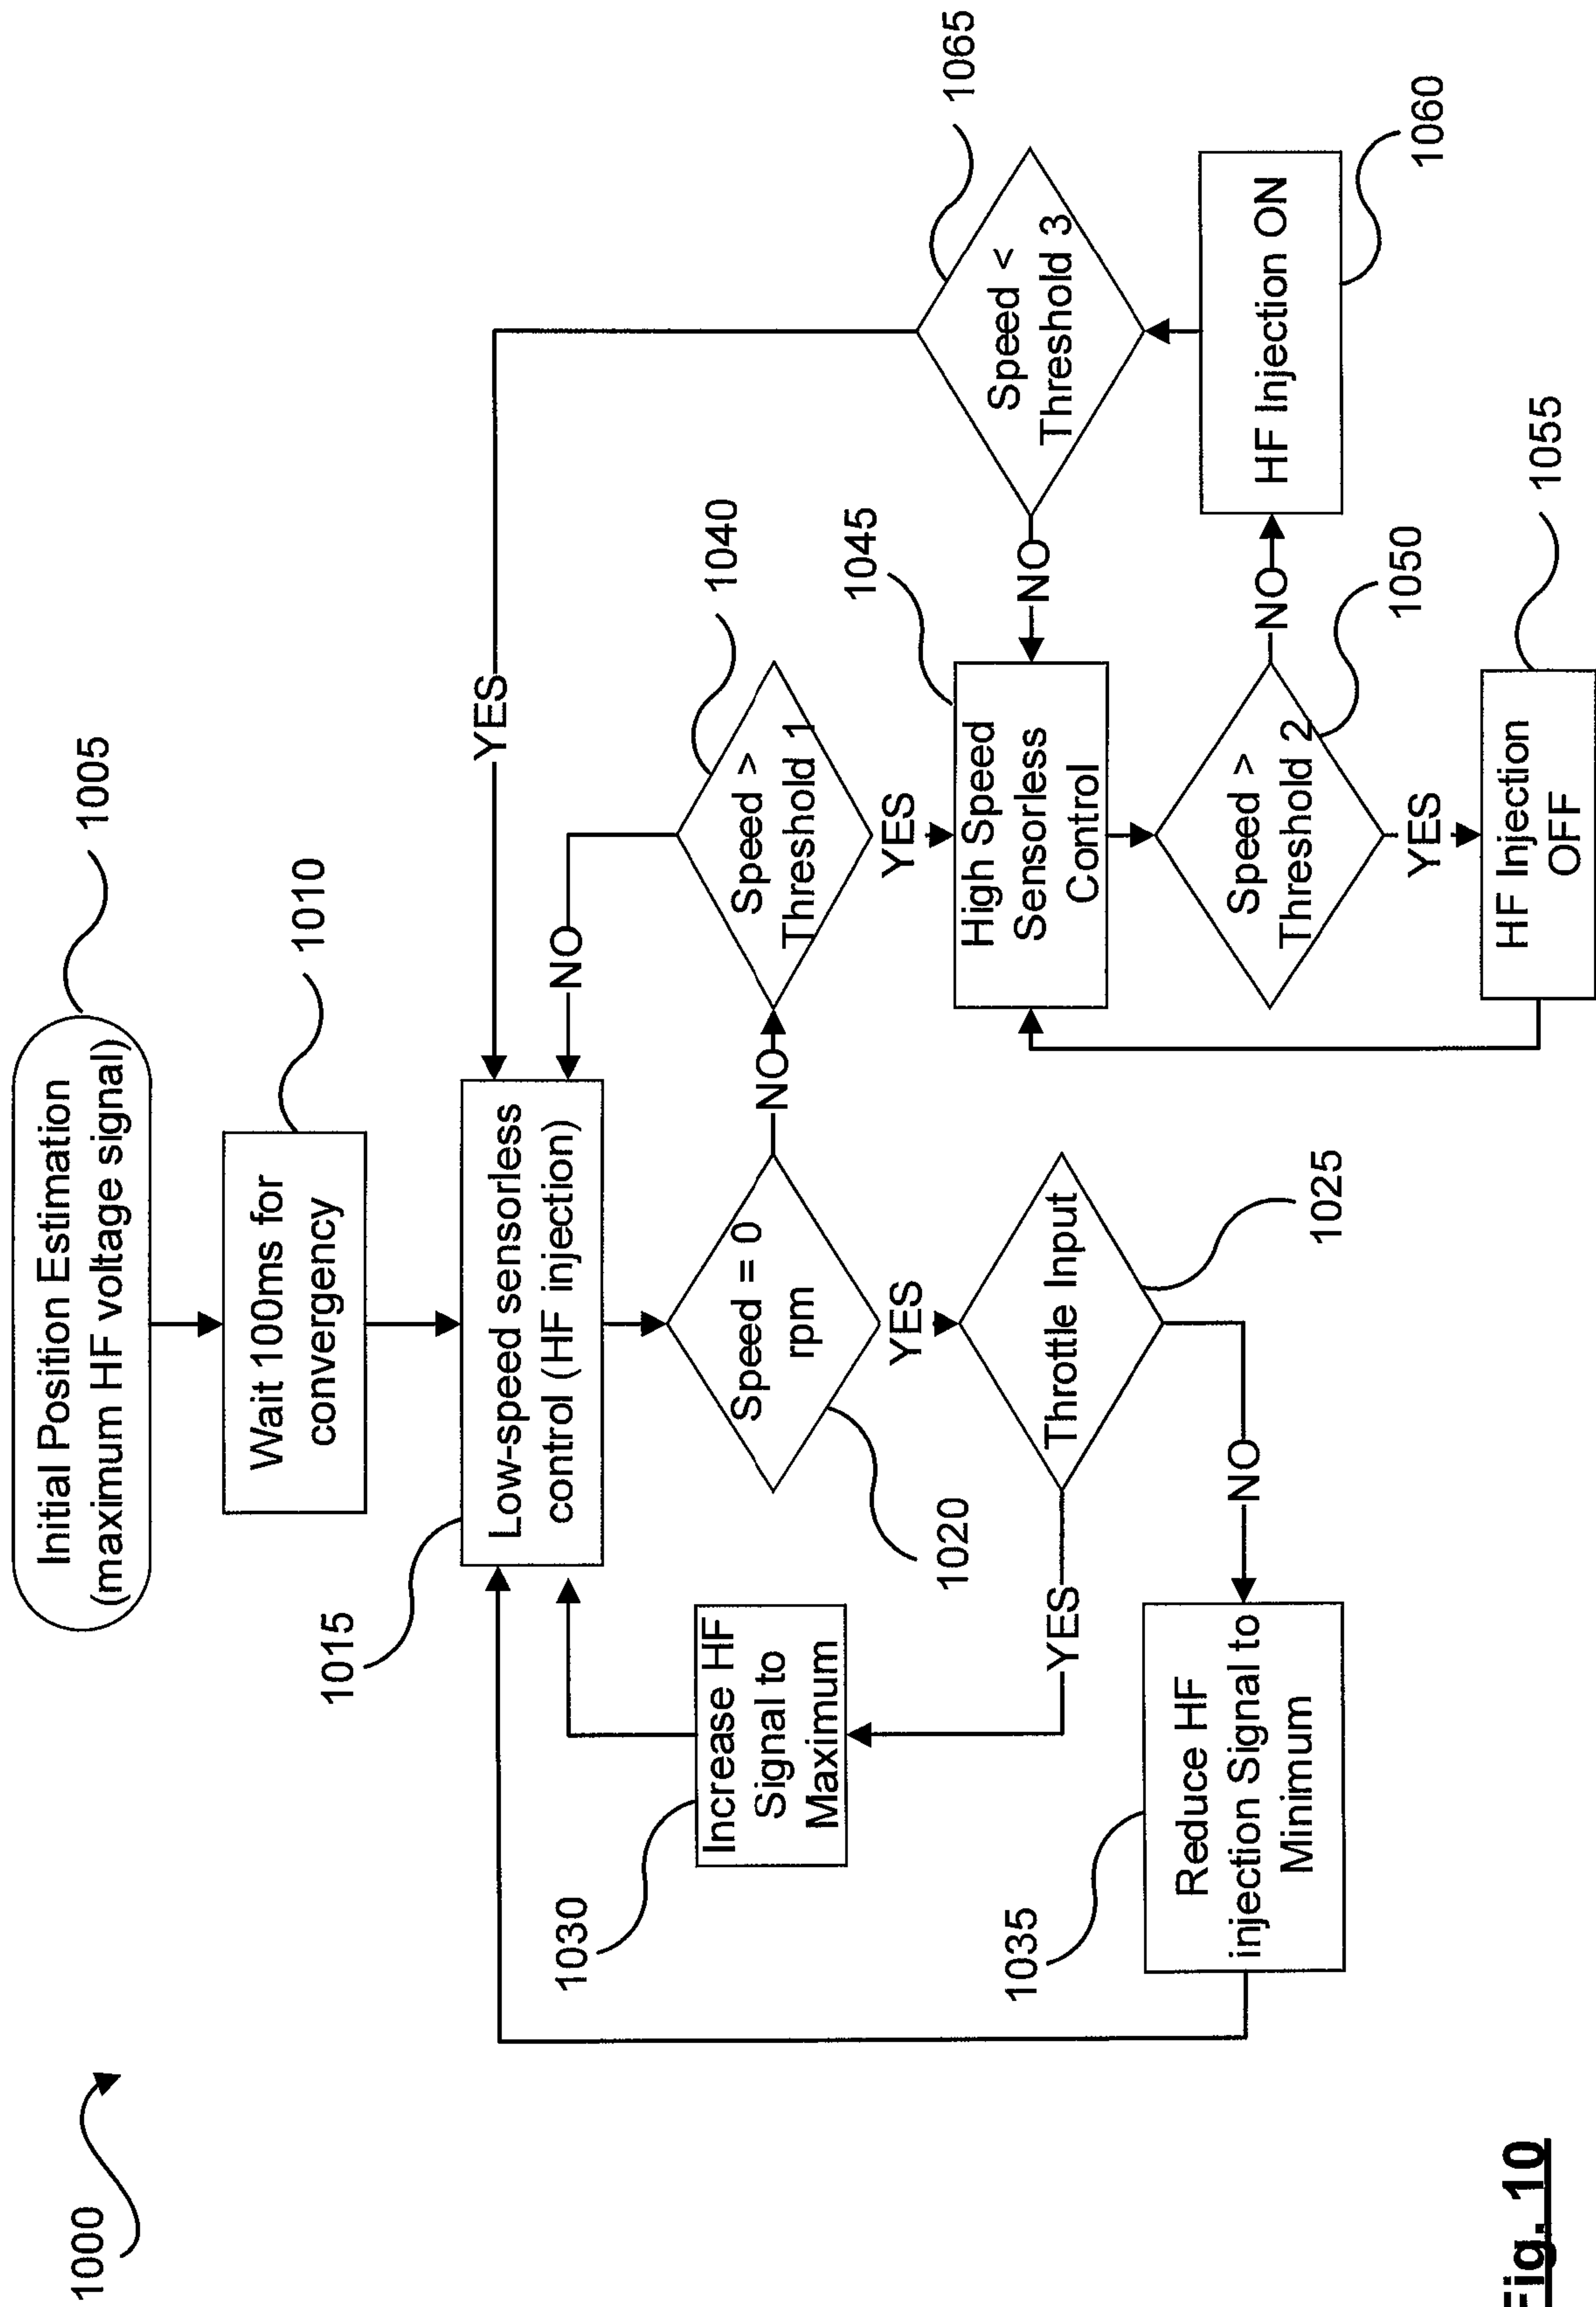 1000
Initial Position Estimation
(maximum HF voltage signal)
1005
Wait 100ms for
convergency
1010
1015
Low-speed sensorless
control (HF injection)
YES
NO
Speed = 0
rpm
1020
NO
Speed >
Threshold 1
1040
Speed <
Threshold 3
1065
1030
Increase HF
Signal to
Maximum
YES
YES
NO
Throttle Input
1025
YES
High Speed
Sensorless
Control
1045
1035
Reduce HF
injection Signal to
Minimum
NO
Speed >
Threshold 2
1050
NO
HF Injection ON
1060
YES
HF Injection
OFF
1055
Fig. 10